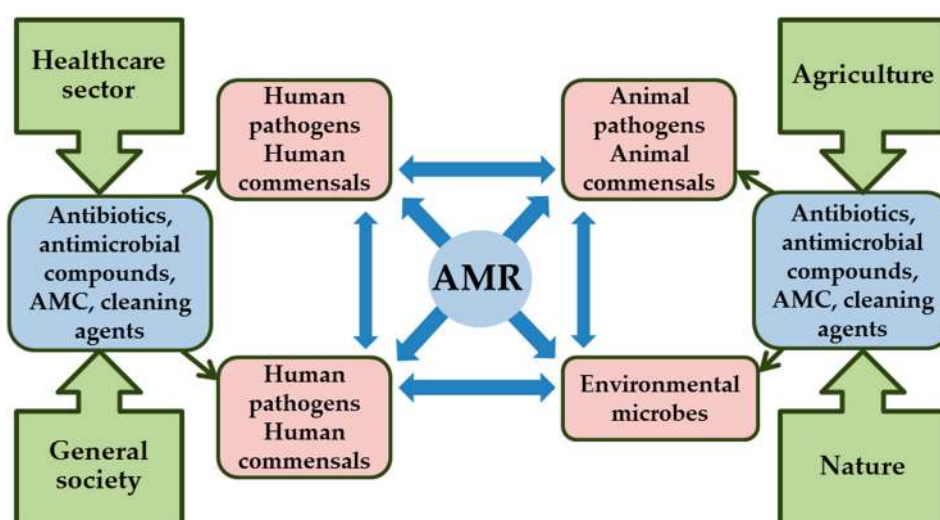 Healthcare
sector
Human
pathogens
Human
commensals
Animal
pathogens
Animal
commensals
Agriculture
Antibiotics,
antimicrobial
compounds,
AMC, cleaning
agents
AMR
Antibiotics,
antimicrobial
compounds,
AMC, cleaning
agents
General
society
Human
pathogens
Human
commensals
Environmental
microbes
Nature